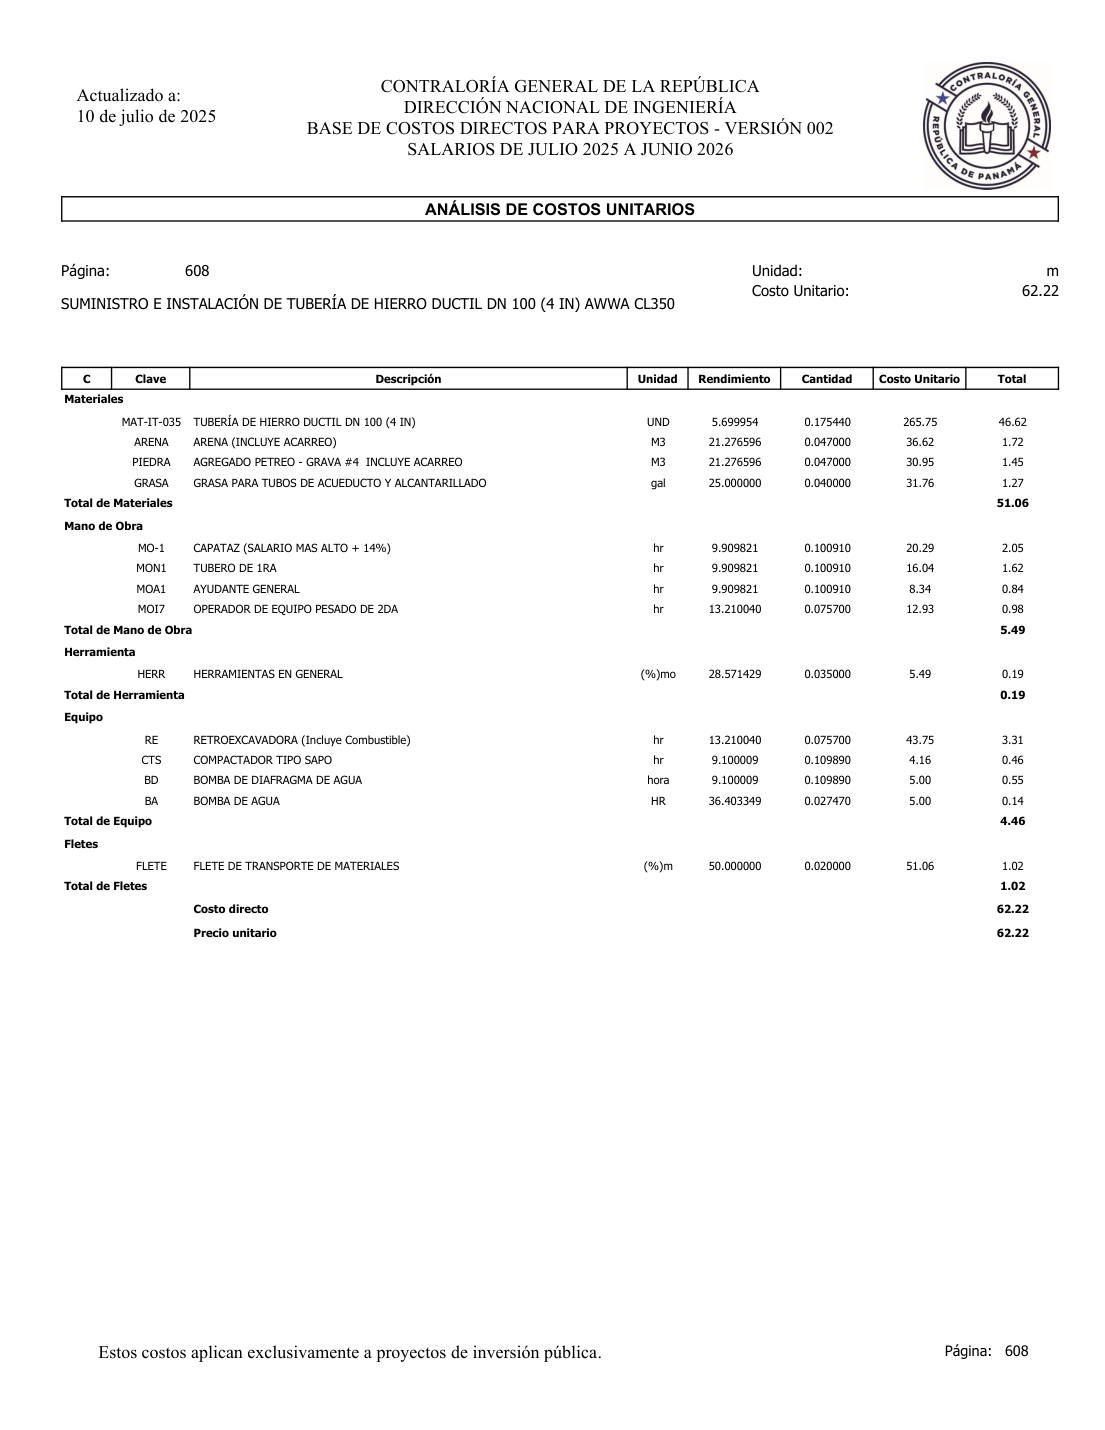 Actualizado a:
10 de julio de 2025
CONTRALORÍA GENERAL DE LA REPÚBLICA
DIRECCIÓN NACIONAL DE INGENIERÍA
BASE DE COSTOS DIRECTOS PARA PROYECTOS - VERSIÓN 002
SALARIOS DE JULIO 2025 A JUNIO 2026
CONTRALORÍA GENERAL
REPÚBLICA DE PANAMÁ
ANÁLISIS DE COSTOS UNITARIOS
Página: 608 Unidad: m
Costo Unitario: 62.22
SUMINISTRO E INSTALACIÓN DE TUBERÍA DE HIERRO DUCTIL DN 100 (4 IN) AWWA CL350
C Clave Descripción Unidad Rendimiento Cantidad Costo Unitario Total
Materiales
MAT-IT-035 TUBERÍA DE HIERRO DUCTIL DN 100 (4 IN) UND 5.699954 0.175440 265.75 46.62
ARENA ARENA (INCLUYE ACARREO) M3 21.276596 0.047000 36.62 1.72
PIEDRA AGREGADO PETREO - GRAVA #4 INCLUYE ACARREO M3 21.276596 0.047000 30.95 1.45
GRASA GRASA PARA TUBOS DE ACUEDUCTO Y ALCANTARILLADO gal 25.000000 0.040000 31.76 1.27
Total de Materiales 51.06
Mano de Obra
MO-1 CAPATAZ (SALARIO MAS ALTO + 14%) hr 9.909821 0.100910 20.29 2.05
MON1 TUBERO DE 1RA hr 9.909821 0.100910 16.04 1.62
MOA1 AYUDANTE GENERAL hr 9.909821 0.100910 8.34 0.84
MOI7 OPERADOR DE EQUIPO PESADO DE 2DA hr 13.210040 0.075700 12.93 0.98
Total de Mano de Obra 5.49
Herramienta
HERR HERRAMIENTAS EN GENERAL (%)mo 28.571429 0.035000 5.49 0.19
Total de Herramienta 0.19
Equipo
RE RETROEXCAVADORA (Incluye Combustible) hr 13.210040 0.075700 43.75 3.31
CTS COMPACTADOR TIPO SAPO hr 9.100009 0.109890 4.16 0.46
BD BOMBA DE DIAFRAGMA DE AGUA hora 9.100009 0.109890 5.00 0.55
BA BOMBA DE AGUA HR 36.403349 0.027470 5.00 0.14
Total de Equipo 4.46
Fletes
FLETE FLETE DE TRANSPORTE DE MATERIALES (%)m 50.000000 0.020000 51.06 1.02
Total de Fletes 1.02
Costo directo 62.22
Precio unitario 62.22
Estos costos aplican exclusivamente a proyectos de inversión pública.
Página: 608